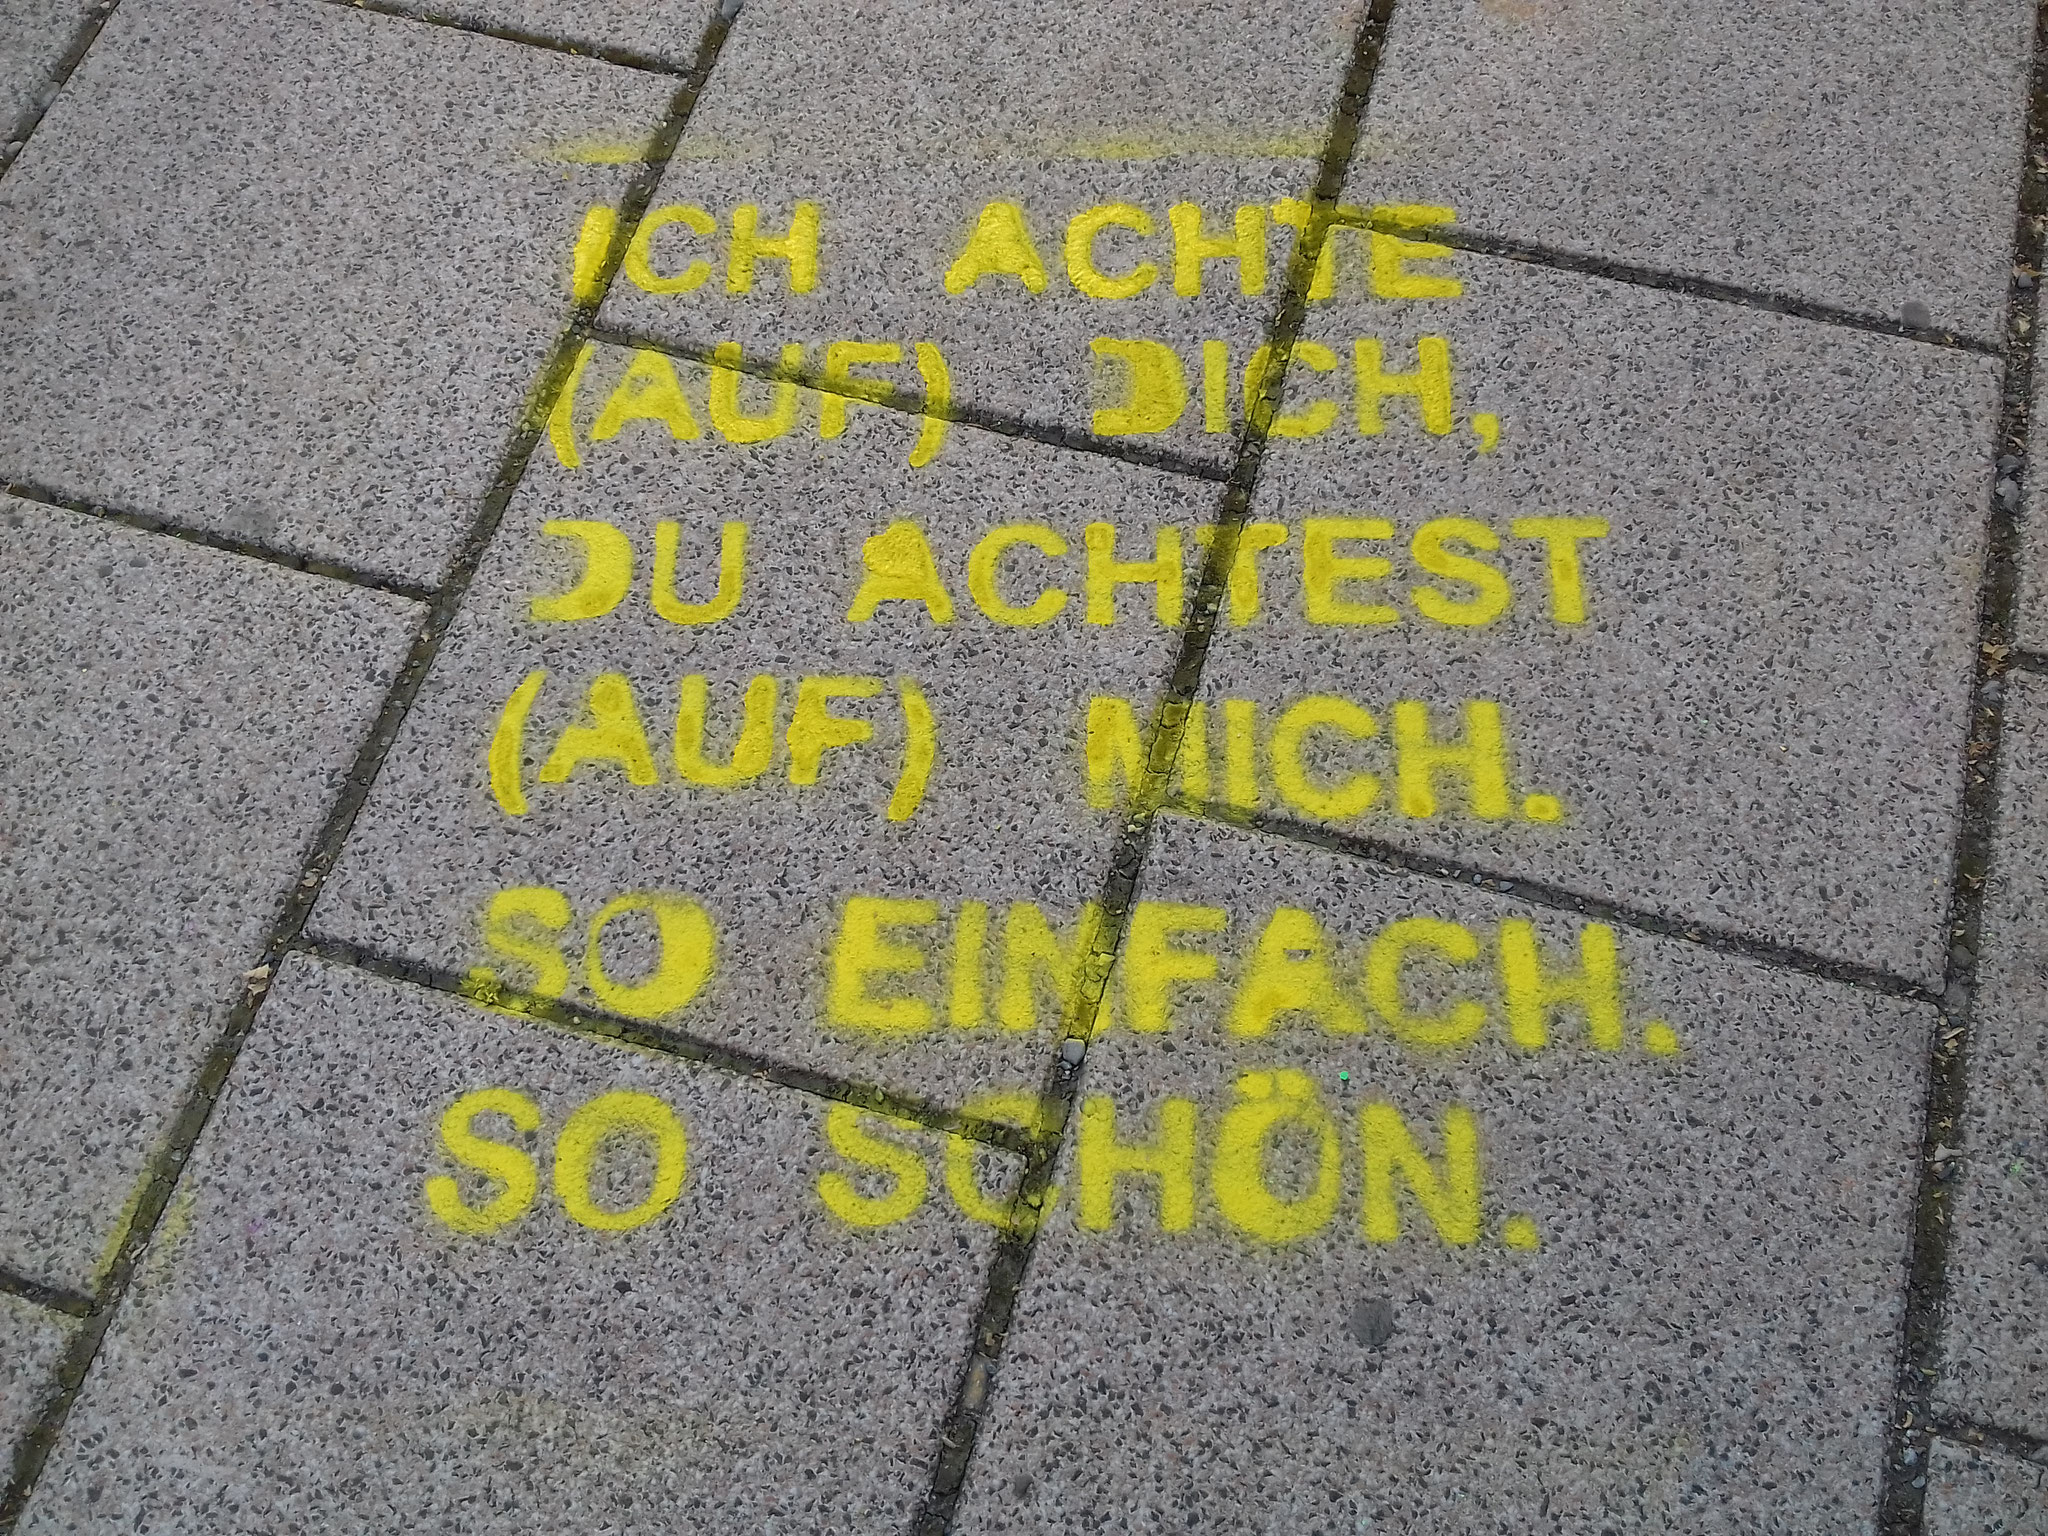 ICH ACHTE
(AUF) DICH,
DU ACHTEST
(AUF) MICH.
SO EINFACH.
SO SCHÖN.